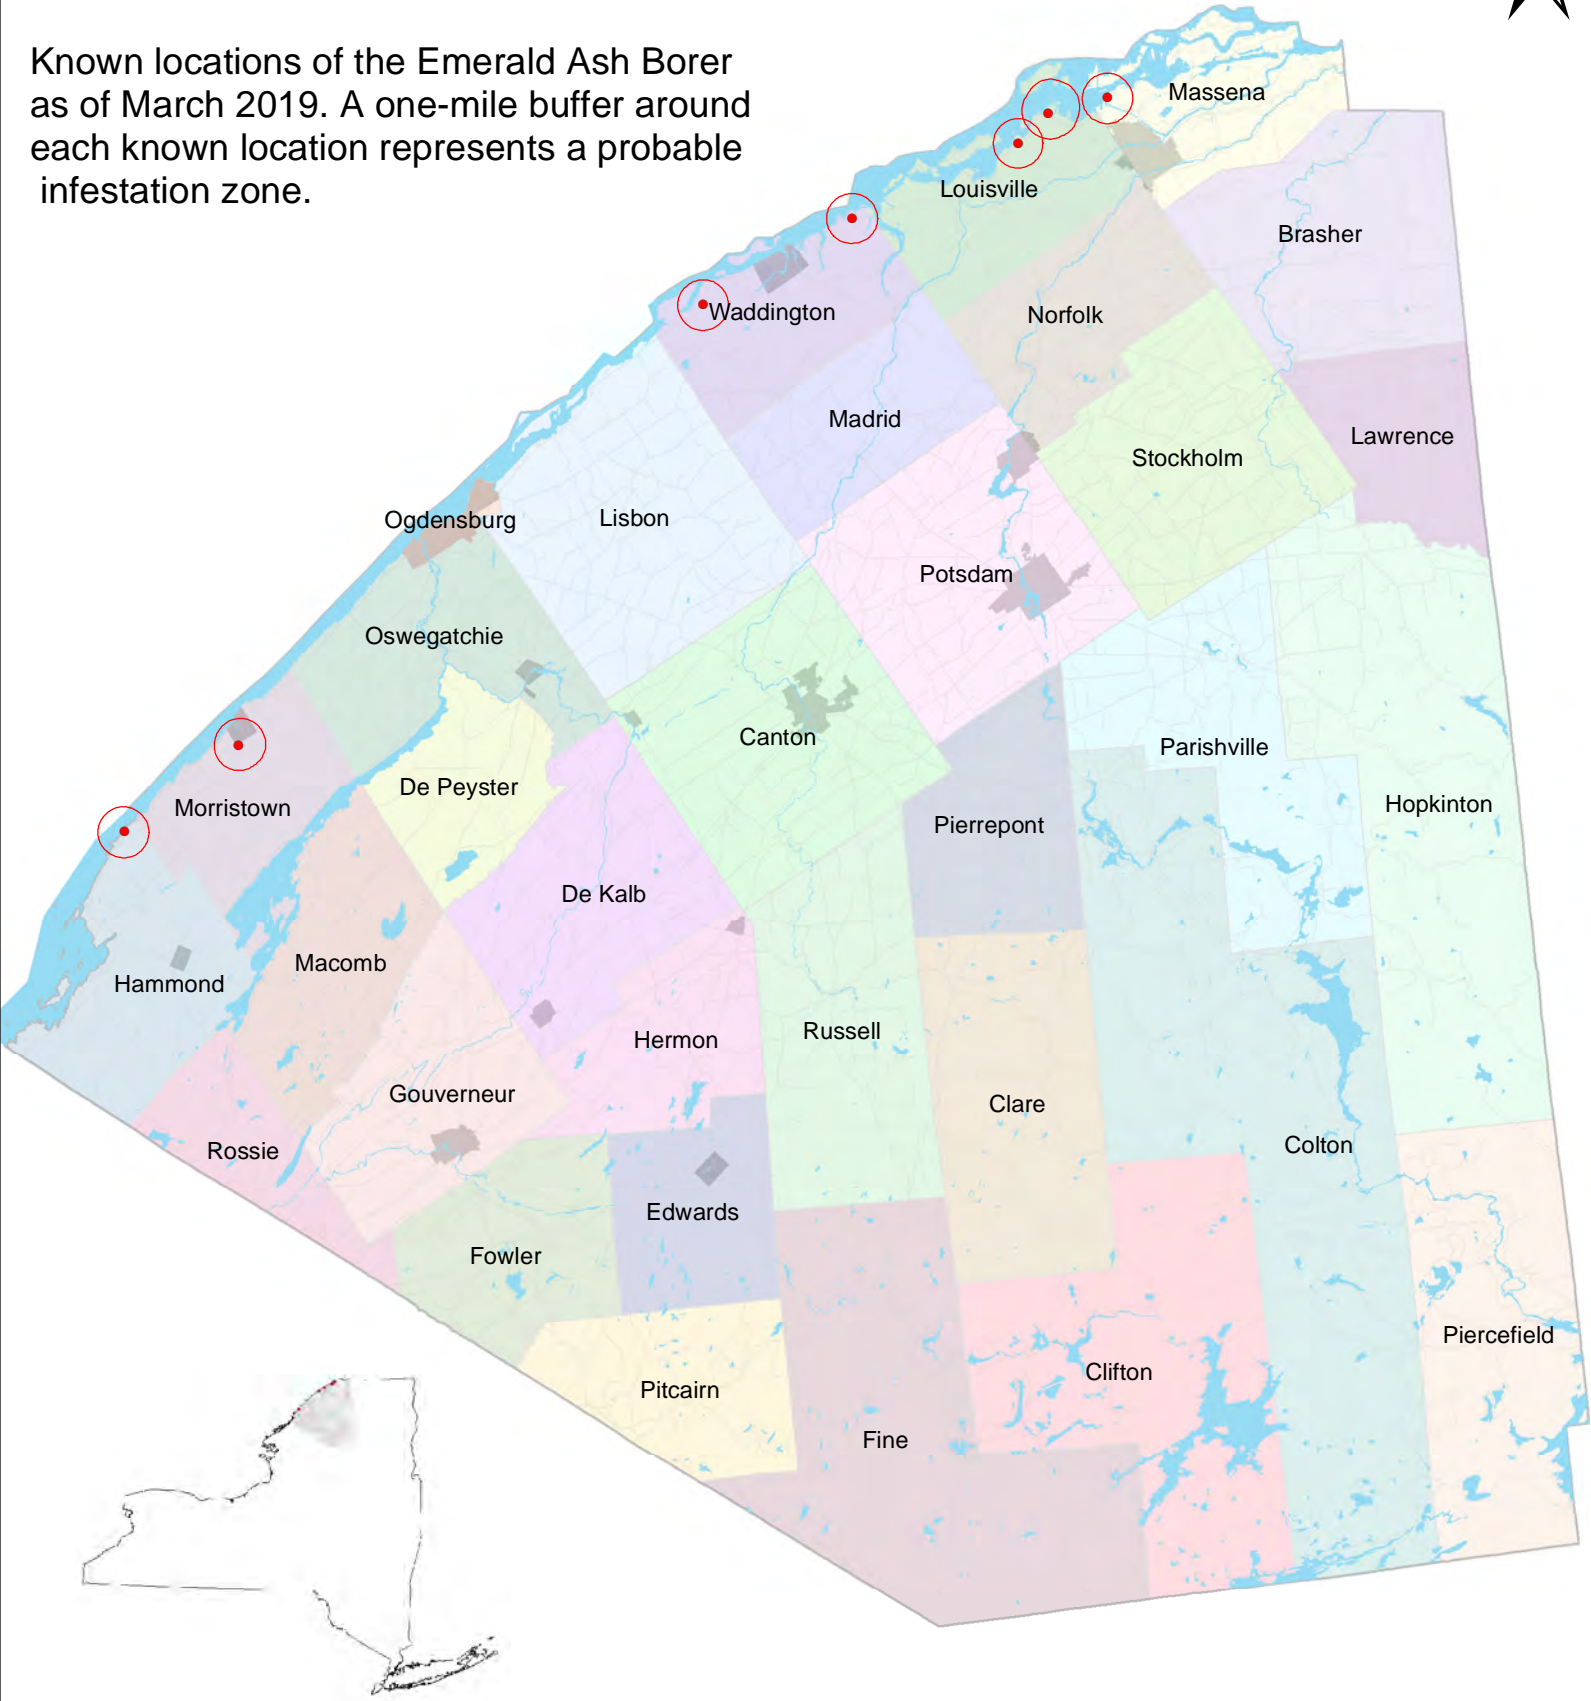 Known locations of the Emerald Ash Borer
as of March 2019. A one-mile buffer around
each known location represents a probable
infestation zone.
Massena
Louisville
Brasher
Waddington
Norfolk
Madrid
Lawrence
Stockholm
Ogdensburg
Lisbon
Potsdam
Oswegatchie
Canton
Parishville
De Peyster
Morristown
Hopkinton
Pierrepont
De Kalb
Macomb
Hammond
Russell
Hermon
Gouverneur
Clare
Colton
Rossie
Edwards
Fowler
Piercefield
Clifton
Pitcairn
Fine